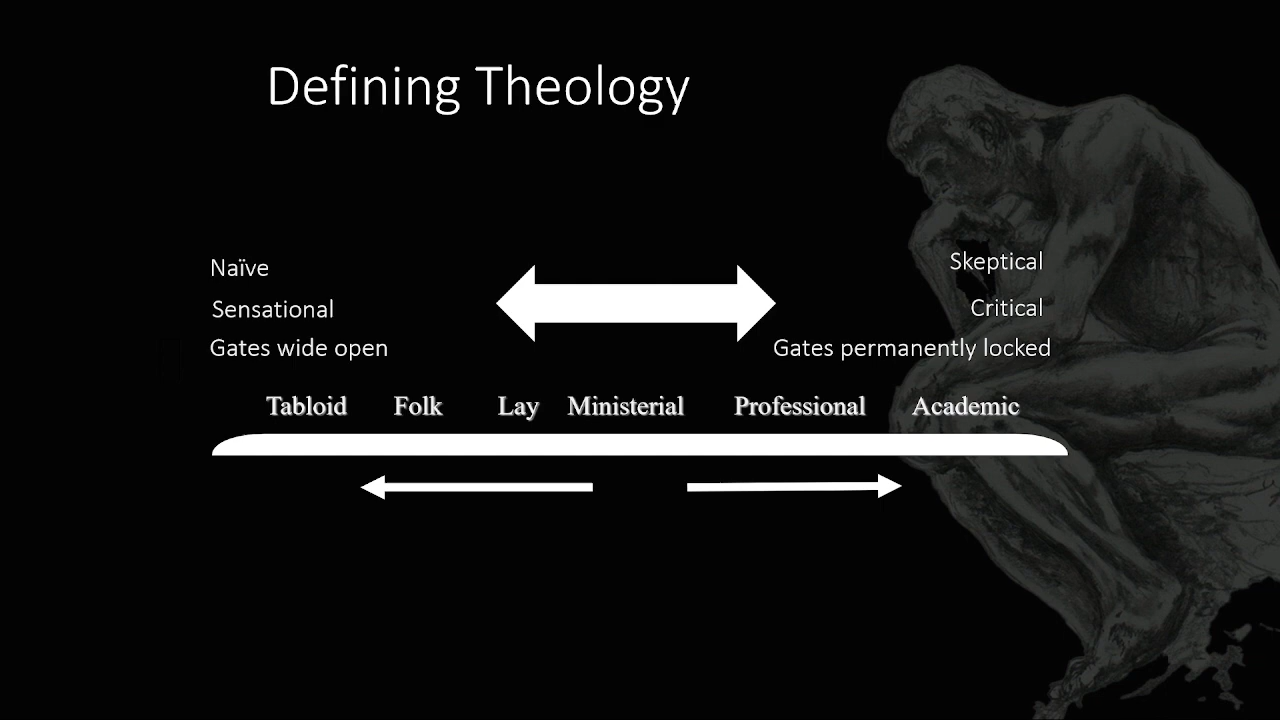 Defining Theology
Naïve
Sensational
Gates wide open
Skeptical
Critical
Gates permanently locked
Tabloid Folk Lay Ministerial Professional Academic